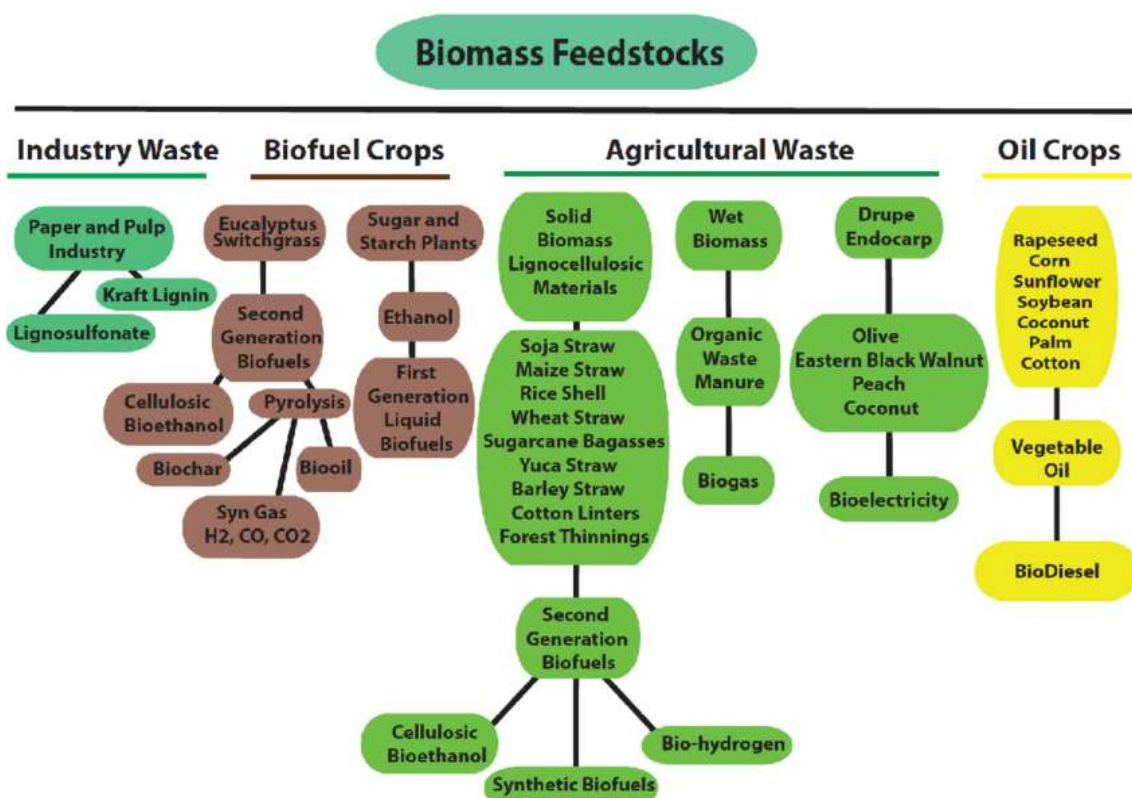 Biomass Feedstocks
Industry Waste
Biofuel Crops
Agricultural Waste
Oil Crops
Paper and Pulp
Industry
Kraft Lignin
Lignosulfonate
Eucalyptus
Switchgrass
Second
Generation
Biofuels
Cellulosic
Bioethanol
Pyrolysis
Biochar
Biooil
Syn Gas
H2, CO, CO2
Sugar and
Starch Plants
Ethanol
First
Generation
Liquid
Biofuels
Solid
Biomass
Lignocellulosic
Materials
Soja Straw
Maize Straw
Rice Shell
Wheat Straw
Sugarcane Bagasses
Yuca Straw
Barley Straw
Cotton Linters
Forest Thinnings
Second
Generation
Biofuels
Cellulosic
Bioethanol
Synthetic Biofuels
Bio-hydrogen
Wet
Biomass
Organic
Waste
Manure
Biogas
Drupe
Endocarp
Olive
Eastern Black Walnut
Peach
Coconut
Bioelectricity
Rapeseed
Corn
Sunflower
Soybean
Coconut
Palm
Cotton
Vegetable
Oil
BioDiesel